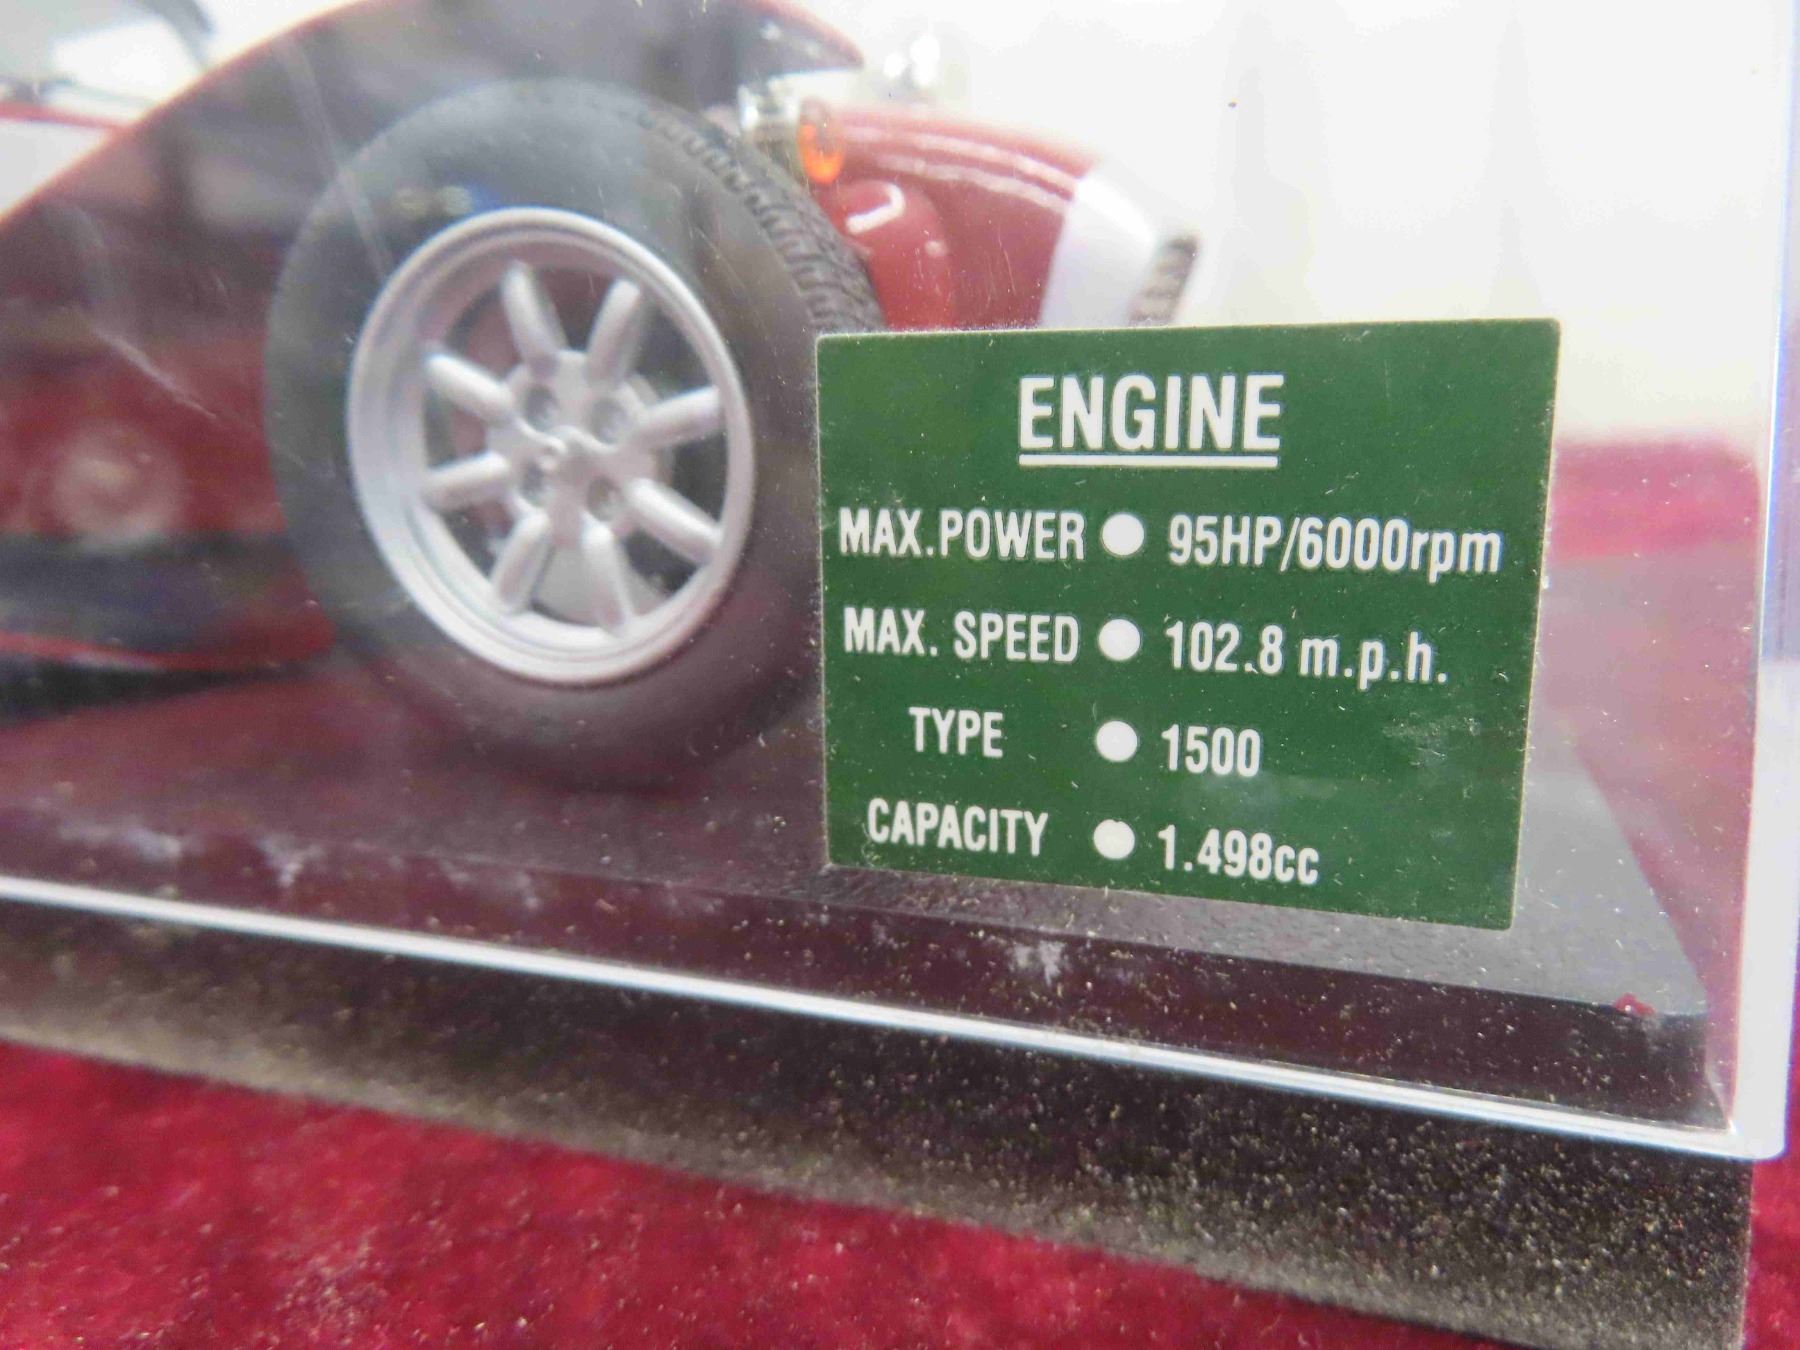 ENGINE
MAX.POWER ● 95HP/6000rpm
MAX. SPEED ● 102.8 m.p.h.
TYPE ● 1500
CAPACITY ● 1.498cc